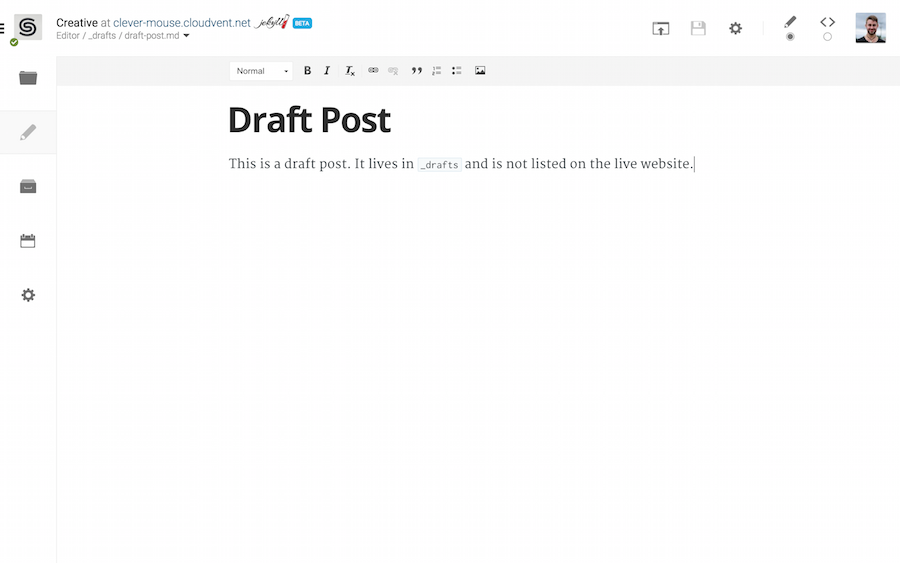 Creative at clever-mouse.cloudvent.net jekyll BETA
Editor / _drafts / draft-post.md
Normal B I Tx
Draft Post
This is a draft post. It lives in _drafts and is not listed on the live website.